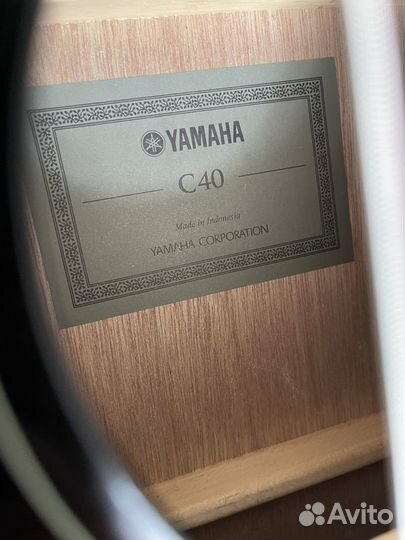 YAMAHA
C40
Made in Indonesia
YAMAHA CORPORATION
Avito